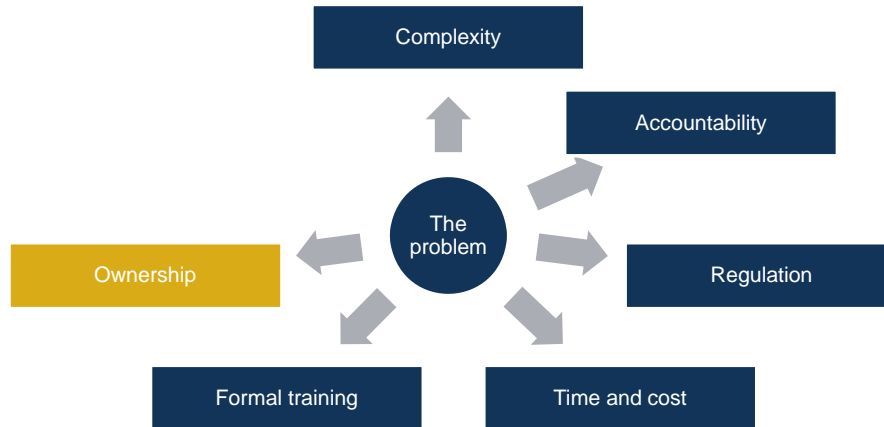 Complexity
Accountability
The
problem
Ownership
Regulation
Formal training
Time and cost